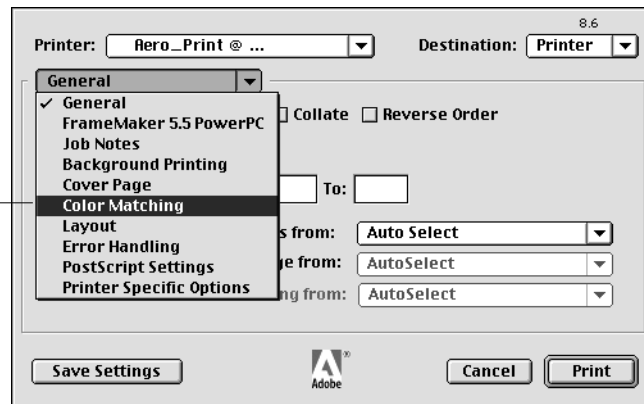 8.6
Printer: Aero_Print @ ... Destination: Printer
General
✓ General
FrameMaker 5.5 PowerPC
Collate Reverse Order
Job Notes
Background Printing
Cover Page
To:
Color Matching
Layout
s from: Auto Select
Error Handling
PostScript Settings
ge from: AutoSelect
Printer Specific Options
ng from: AutoSelect
Save Settings
Adobe®
Cancel
Print